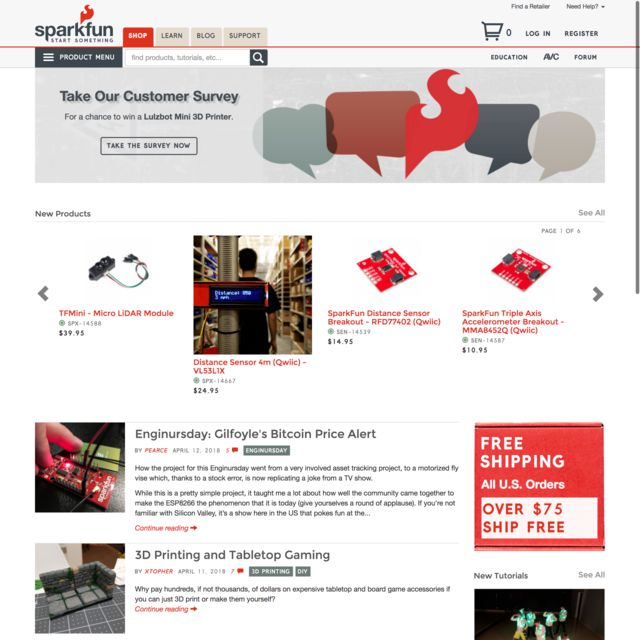 Find a Retailer
Need Help?
sparkfun
START SOMETHING
SHOP
LEARN
BLOG
SUPPORT
0
LOG IN
REGISTER
PRODUCT MENU
find products, tutorials, etc...
EDUCATION
AVC
FORUM
Take Our Customer Survey
For a chance to win a Lulzbot Mini 3D Printer.
TAKE THE SURVEY NOW
New Products
See All
PAGE 1 OF 6
TFMini - Micro LiDAR Module
SPX-14588
$39.95
Distance: 850
3 mph
Distance Sensor 4m (Qwiic) -
VL53L1X
SPX-14667
$24.95
SparkFun Distance Sensor
Breakout - RFD77402 (Qwiic)
SEN-14539
$14.95
SparkFun Triple Axis
Accelerometer Breakout -
MMA8452Q (Qwiic)
SEN-14587
$10.95
Enginursday: Gilfoyle's Bitcoin Price Alert
BY PEARCE APRIL 12, 2018 5 ENGINURSDAY
How the project for this Enginursday went from a very involved asset tracking project, to a motorized fly
vise which, thanks to a stock error, is now replicating a joke from a TV show.
While this is a pretty simple project, it taught me a lot about how well the community came together to
make the ESP8266 the phenomenon that it is today (give yourselves a round of applause). If you're not
familiar with Silicon Valley, it's a show here in the US that pokes fun at the...
Continue reading
3D Printing and Tabletop Gaming
BY XTOPHER APRIL 11, 2018 7 3D PRINTING DIY
Why pay hundreds, if not thousands, of dollars on expensive tabletop and board game accessories if
you can just 3D print or make them yourself?
Continue reading
FREE
SHIPPING
All U.S. Orders
OVER $75
SHIP FREE
New Tutorials
See All